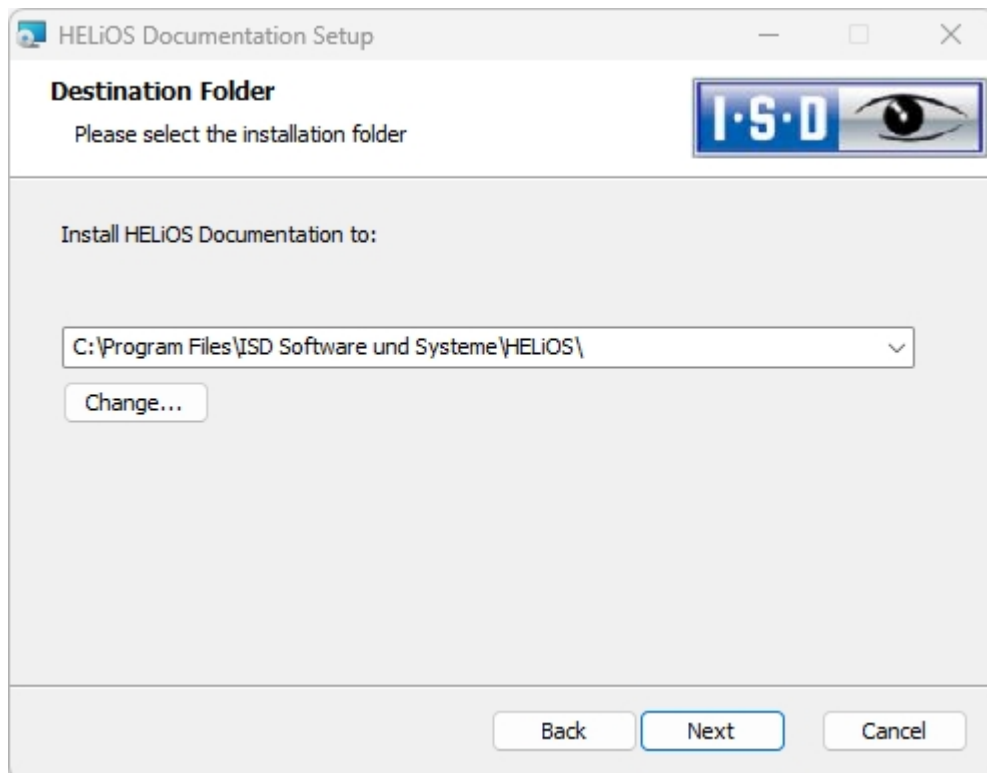 HELiOS Documentation Setup
Destination Folder
Please select the installation folder
I·S·D
Install HELiOS Documentation to:
C:\Program Files\ISD Software und Systeme\HELiOS\
Change...
Back
Next
Cancel